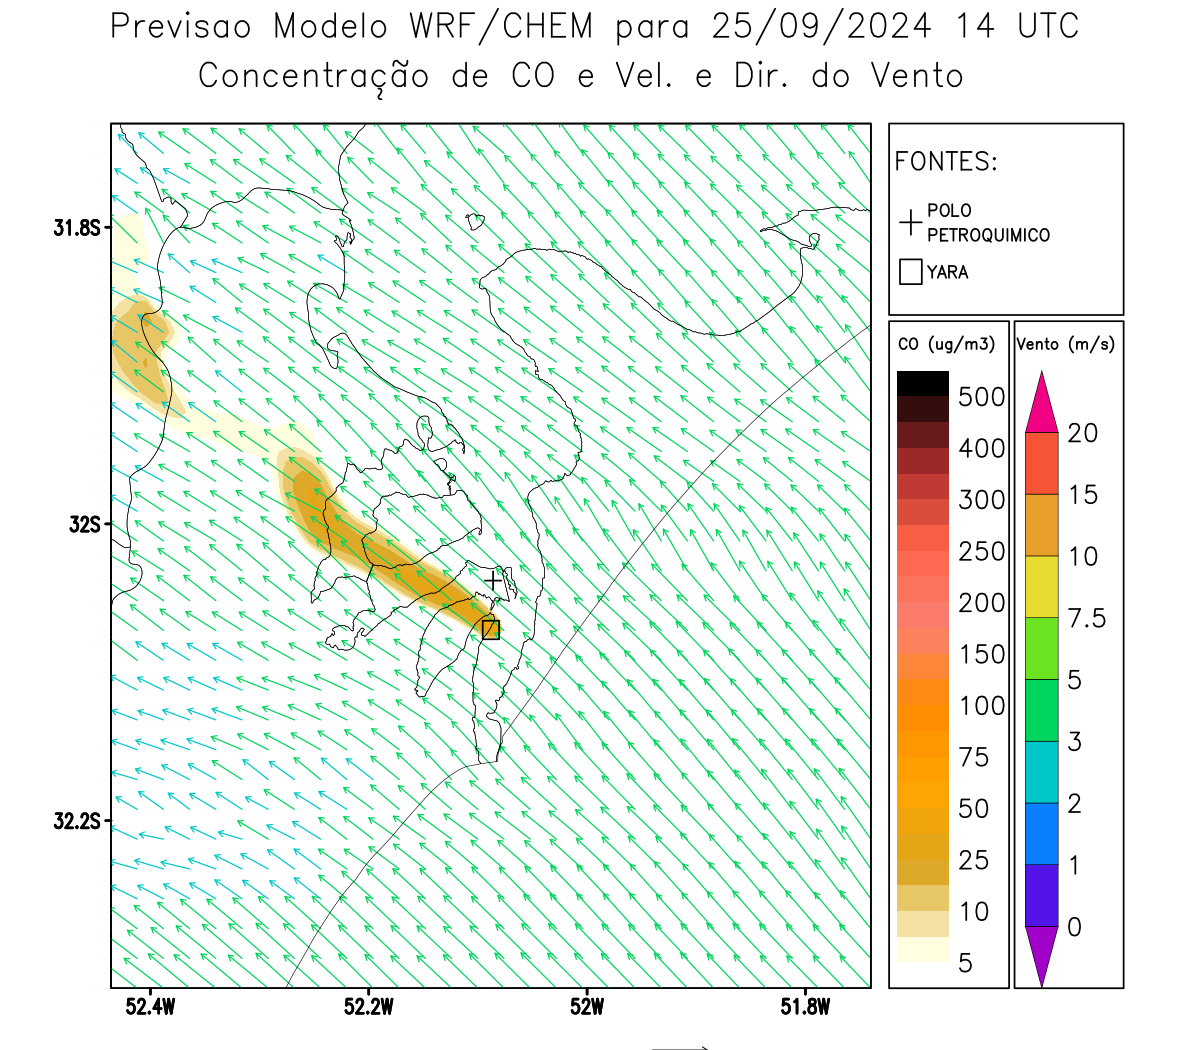 Previsao Modelo WRF/CHEM para 25/09/2024 14 UTC
Concentração de CO e Vel. e Dir. do Vento
FONTES:
POLO
PETROQUIMICO
YARA
CO (ug/m3)
500
400
300
250
200
150
100
75
50
25
10
5
Vento (m/s)
20
15
10
7.5
5
3
2
1
0
31.8S
32S
32.2S
52.4W
52.2W
52W
51.8W